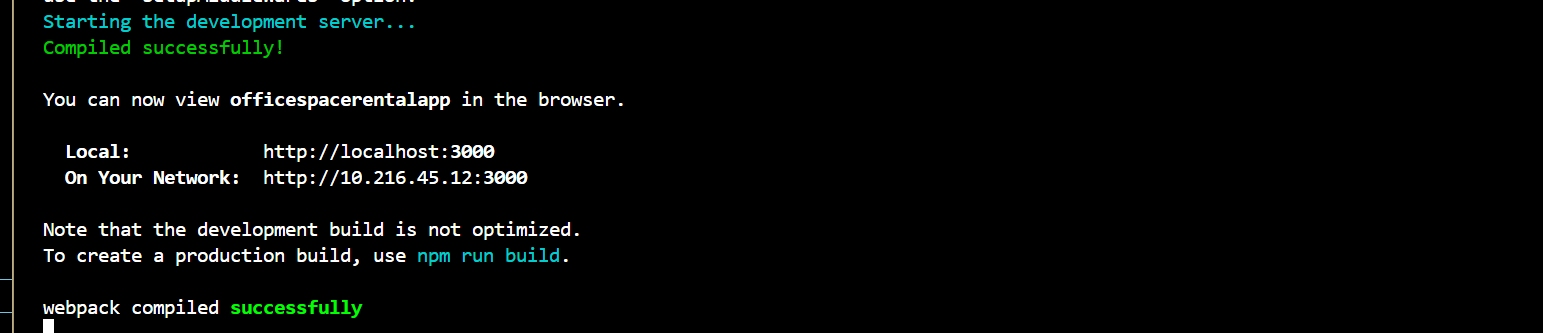 Starting the development server...
Compiled successfully!
You can now view officespacerentalapp in the browser.
Local: http://localhost:3000
On Your Network: http://10.216.45.12:3000
Note that the development build is not optimized.
To create a production build, use npm run build.
webpack compiled successfully